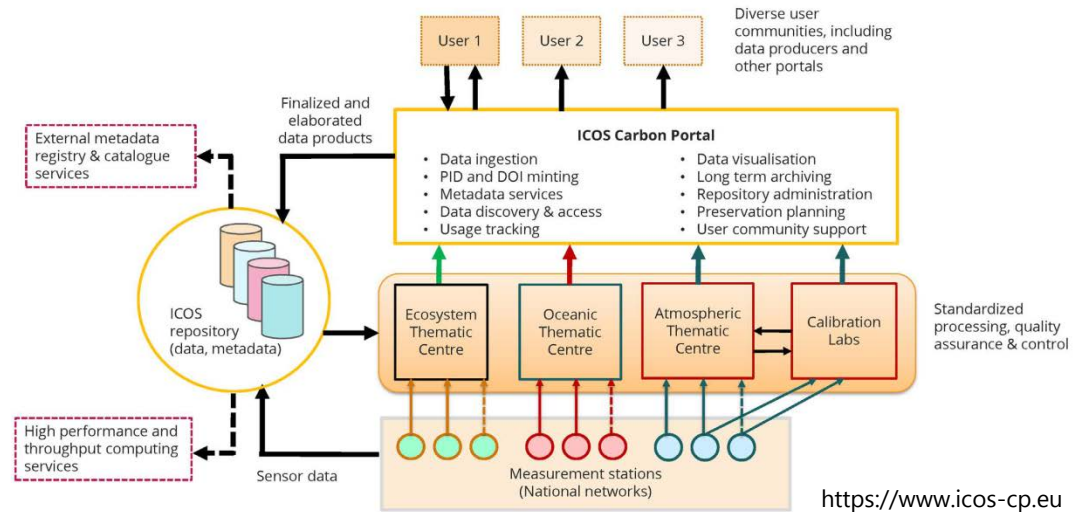 User 1
User 2
User 3
Diverse user
communities, including
data producers and
other portals
Finalized and
elaborated
data products
External metadata
registry & catalogue
services
ICOS Carbon Portal
• Data ingestion
• PID and DOI minting
• Metadata services
• Data discovery & access
• Usage tracking
• Data visualisation
• Long term archiving
• Repository administration
• Preservation planning
• User community support
ICOS
repository
(data, metadata)
Ecosystem
Thematic
Centre
Oceanic
Thematic
Centre
Atmospheric
Thematic
Centre
Calibration
Labs
Standardized
processing, quality
assurance & control
High performance and
throughput computing
services
Sensor data
Measurement stations
(National networks)
https://www.icos-cp.eu